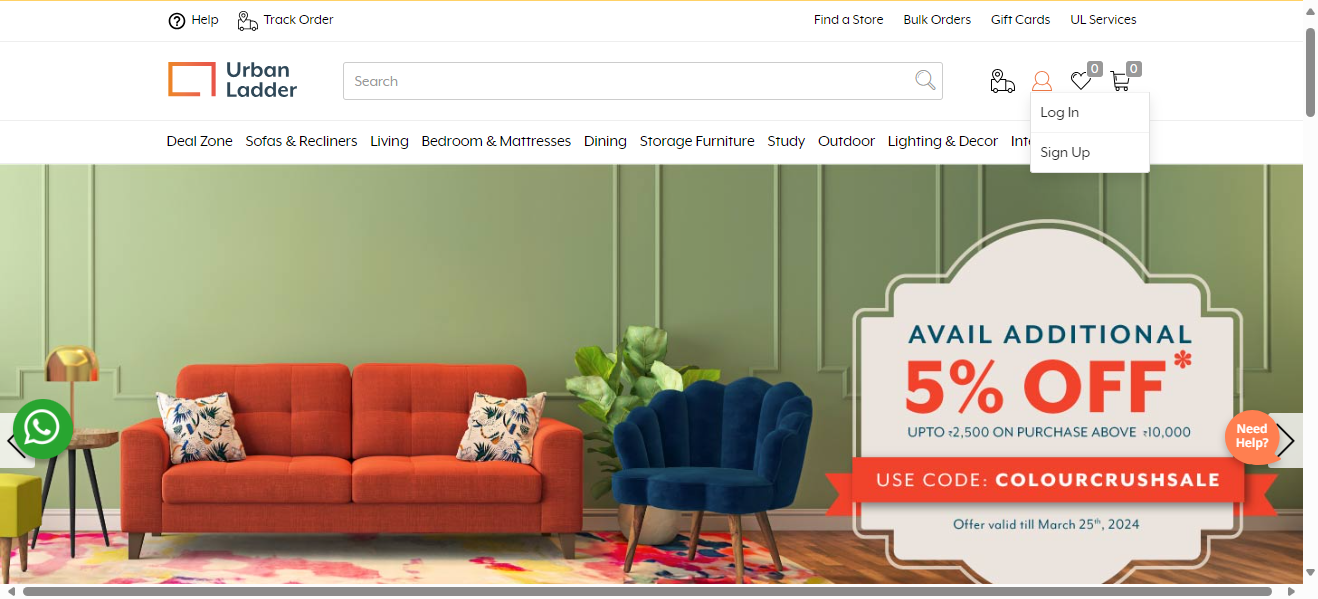 Help
Track Order
Find a Store
Bulk Orders
Gift Cards
UL Services
Urban
Ladder
Search
0
0
Log In
Sign Up
Deal Zone
Sofas & Recliners
Living
Bedroom & Mattresses
Dining
Storage Furniture
Study
Outdoor
Lighting & Decor
AVAIL ADDITIONAL
5% OFF*
UPTO ₹2,500 ON PURCHASE ABOVE ₹10,000
Need
Help?
USE CODE: COLOURCRUSHSALE
Offer valid till March 25th, 2024